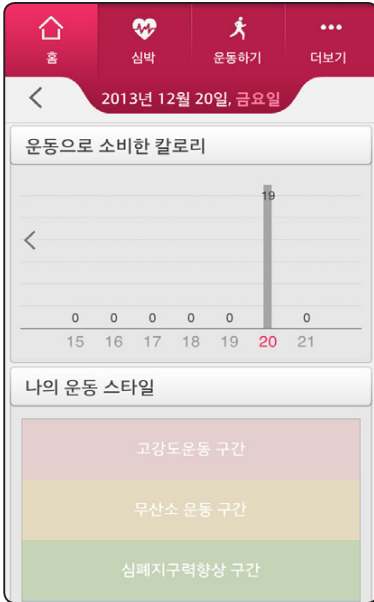 홈 심박 운동하기 더보기
2013년 12월 20일, 금요일
운동으로 소비한 칼로리
19
0 0 0 0 0 0
15 16 17 18 19 20 21
나의 운동 스타일
고강도운동 구간
무산소 운동 구간
심폐지구력향상 구간